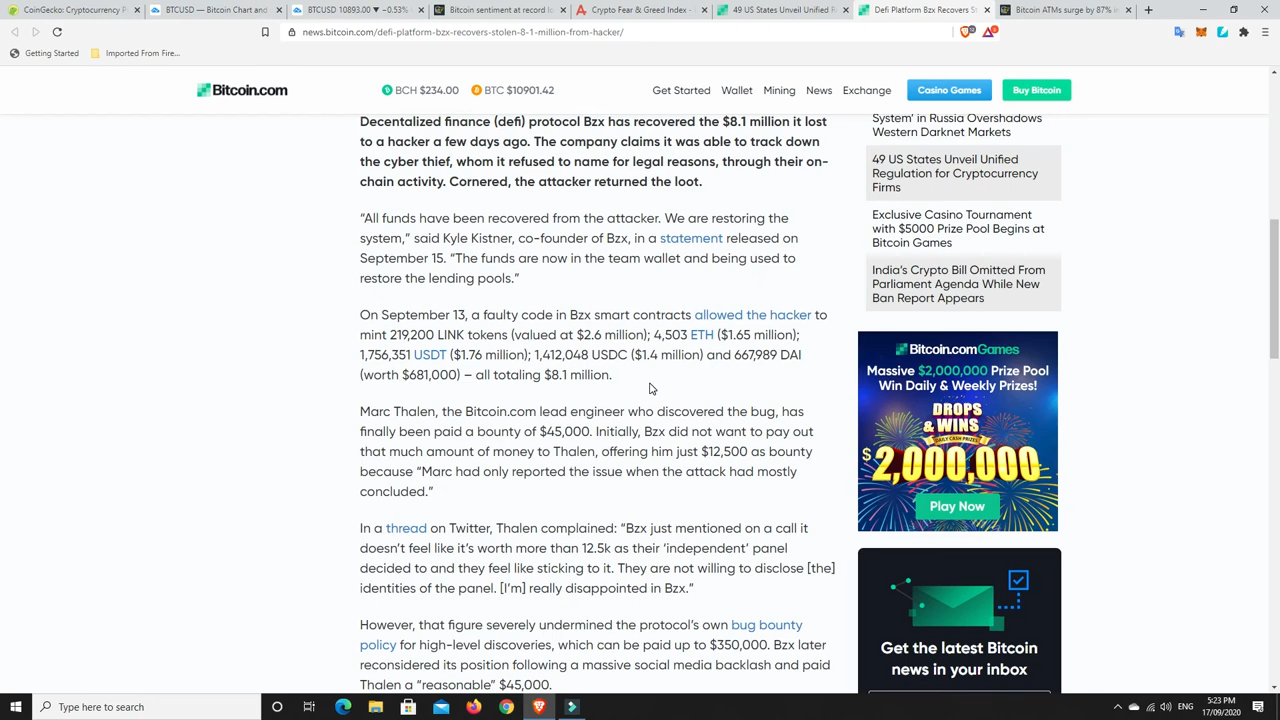 CoinGecko: Cryptocurrency P
BTCUSD — Bitcoin Chart and
BTCUSD 10893.00 ▼ −0.53%
Bitcoin sentiment at record lo
Crypto Fear & Greed Index -
49 US States Unveil Unified R
Defi Platform Bzx Recovers St
Bitcoin ATMs surge by 87% in
news.bitcoin.com/defi-platform-bzx-recovers-stolen-8-1-million-from-hacker/
Getting Started
Imported From Fire...
Bitcoin.com
BCH $234.00
BTC $10901.42
Get Started
Wallet
Mining
News
Exchange
Casino Games
Buy Bitcoin
Decentalized finance (defi) protocol Bzx has recovered the $8.1 million it lost
to a hacker a few days ago. The company claims it was able to track down
the cyber thief, whom it refused to name for legal reasons, through their on-
chain activity. Cornered, the attacker returned the loot.
“All funds have been recovered from the attacker. We are restoring the
system,” said Kyle Kistner, co-founder of Bzx, in a statement released on
September 15. “The funds are now in the team wallet and being used to
restore the lending pools.”
On September 13, a faulty code in Bzx smart contracts allowed the hacker to
mint 219,200 LINK tokens (valued at $2.6 million); 4,503 ETH ($1.65 million);
1,756,351 USDT ($1.76 million); 1,412,048 USDC ($1.4 million) and 667,989 DAI
(worth $681,000) – all totaling $8.1 million.
Marc Thalen, the Bitcoin.com lead engineer who discovered the bug, has
finally been paid a bounty of $45,000. Initially, Bzx did not want to pay out
that much amount of money to Thalen, offering him just $12,500 as bounty
because “Marc had only reported the issue when the attack had mostly
concluded.”
In a thread on Twitter, Thalen complained: “Bzx just mentioned on a call it
doesn’t feel like it’s worth more than 12.5k as their ‘independent’ panel
decided to and they feel like sticking to it. They are not willing to disclose [the]
identities of the panel. [I’m] really disappointed in Bzx.”
However, that figure severely undermined the protocol’s own bug bounty
policy for high-level discoveries, which can be paid up to $350,000. Bzx later
reconsidered its position following a massive social media backlash and paid
Thalen a “reasonable” $45,000.
System’ in Russia Overshadows
Western Darknet Markets
49 US States Unveil Unified
Regulation for Cryptocurrency
Firms
Exclusive Casino Tournament
with $5000 Prize Pool Begins at
Bitcoin Games
India’s Crypto Bill Omitted From
Parliament Agenda While New
Ban Report Appears
Bitcoin.com Games
Massive $2,000,000 Prize Pool
Win Daily & Weekly Prizes!
DROPS
& WINS
DAILY CASH PRIZES
$2,000,000
Play Now
Get the latest Bitcoin
news in your inbox
Type here to search
ENG
5:23 PM
17/09/2020